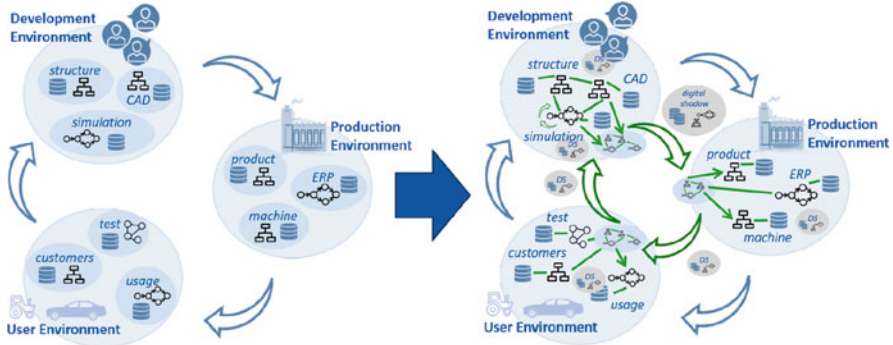 Development
Environment
structure
CAD
simulation
Production
Environment
product
ERP
machine
test
customers
usage
User Environment
Development
Environment
DS
structure
CAD
simulation
DS
digital
shadow
Production
Environment
product
ERP
machine
DS
DS
DS
test
customers
DS
usage
User Environment